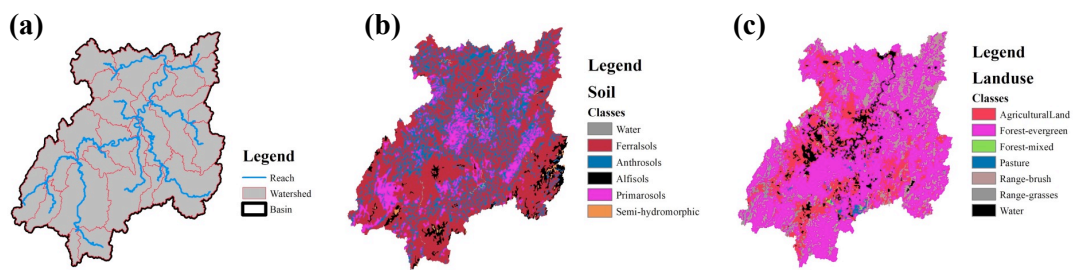 (a)
Legend
Reach
Watershed
Basin
(b)
Legend
Soil
Classes
Water
Ferralsols
Anthrosols
Alfisols
Primarosols
Semi-hydromorphic
(c)
Legend
Landuse
Classes
AgriculturalLand
Forest-evergreen
Forest-mixed
Pasture
Range-brush
Range-grasses
Water